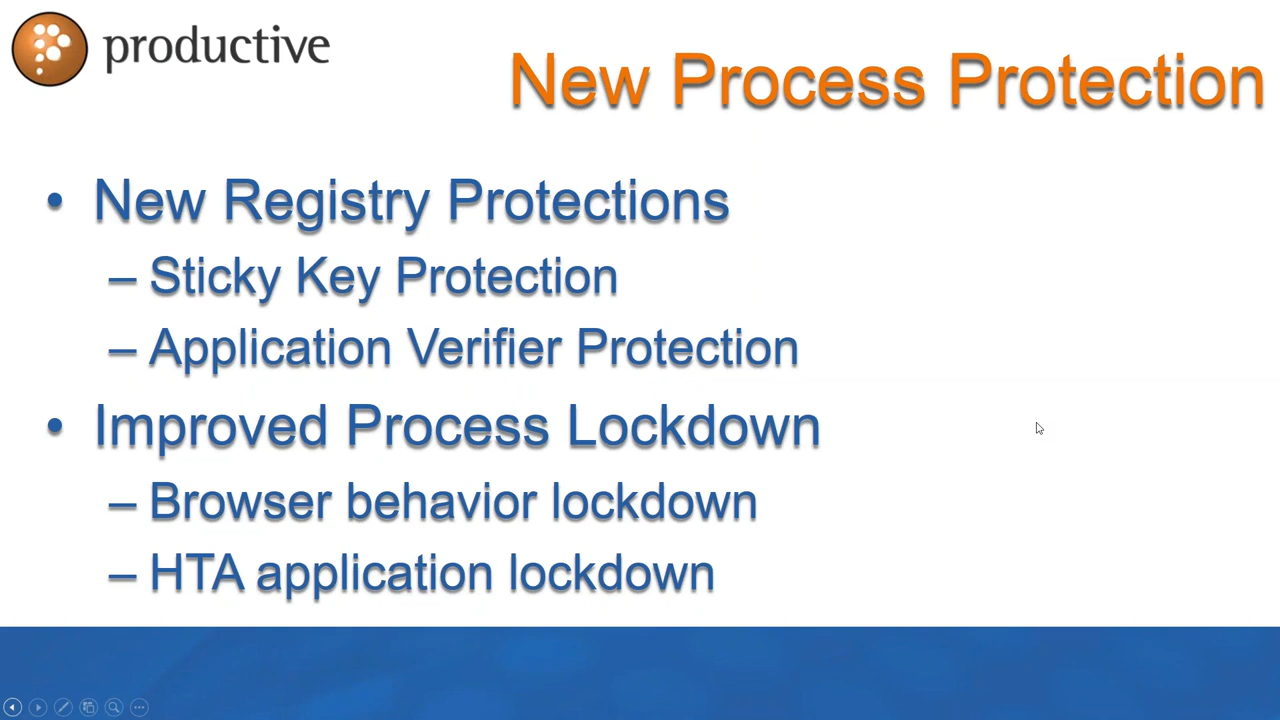 productive
New Process Protection
• New Registry Protections
– Sticky Key Protection
– Application Verifier Protection
• Improved Process Lockdown
– Browser behavior lockdown
– HTA application lockdown